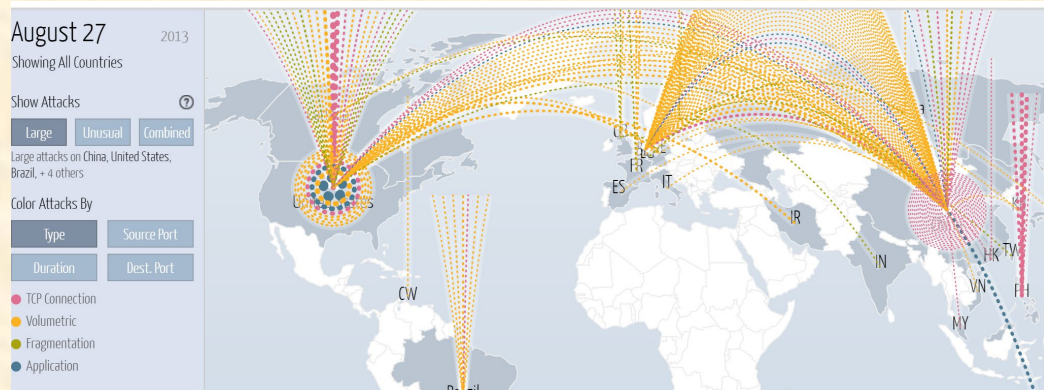 August 27 2013
Showing All Countries
Show Attacks ?
Large Unusual Combined
Large attacks on China, United States,
Brazil, + 4 others
Color Attacks By
Type Source Port
Duration Dest. Port
TCP Connection
Volumetric
Fragmentation
Application
FR
ES
IT
IR
IN
CW
HK
TW
VN
PH
MY
Brazil